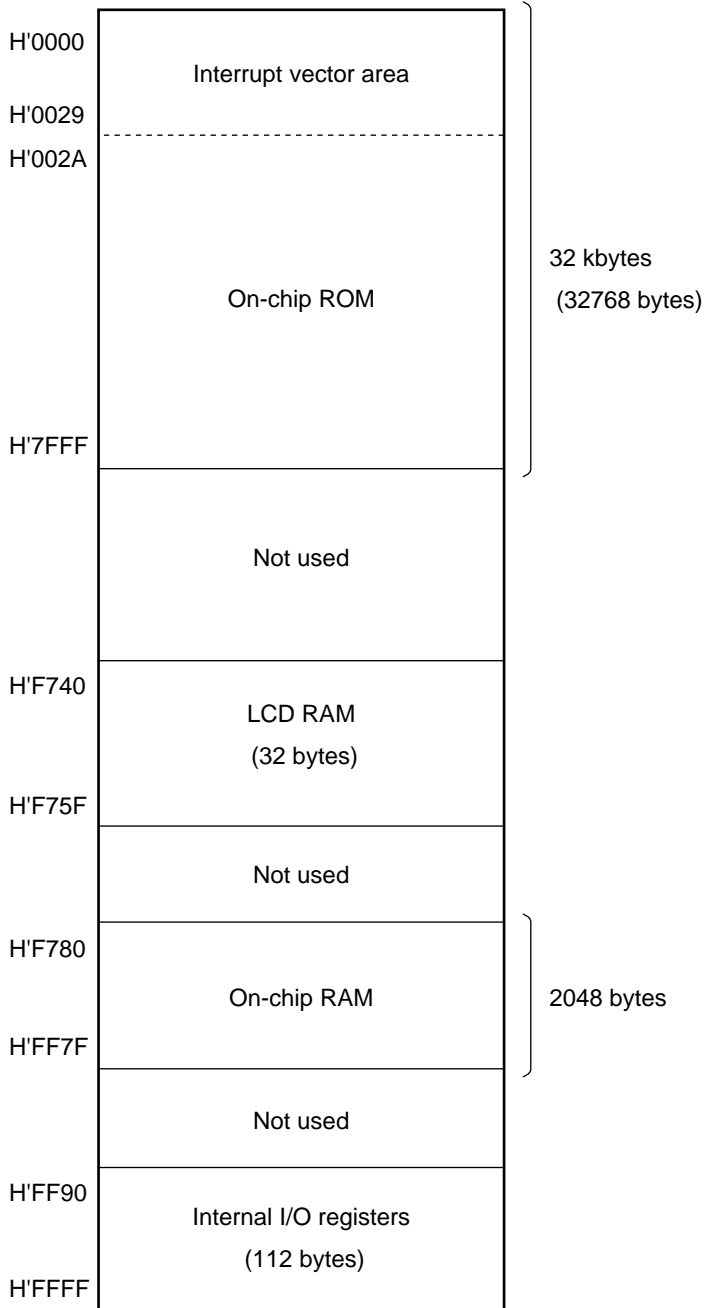 H'0000
Interrupt vector area
H'0029
H'002A
On-chip ROM
32 kbytes
(32768 bytes)
H'7FFF
Not used
H'F740
LCD RAM
(32 bytes)
H'F75F
Not used
H'F780
On-chip RAM
2048 bytes
H'FF7F
Not used
H'FF90
Internal I/O registers
(112 bytes)
H'FFFF